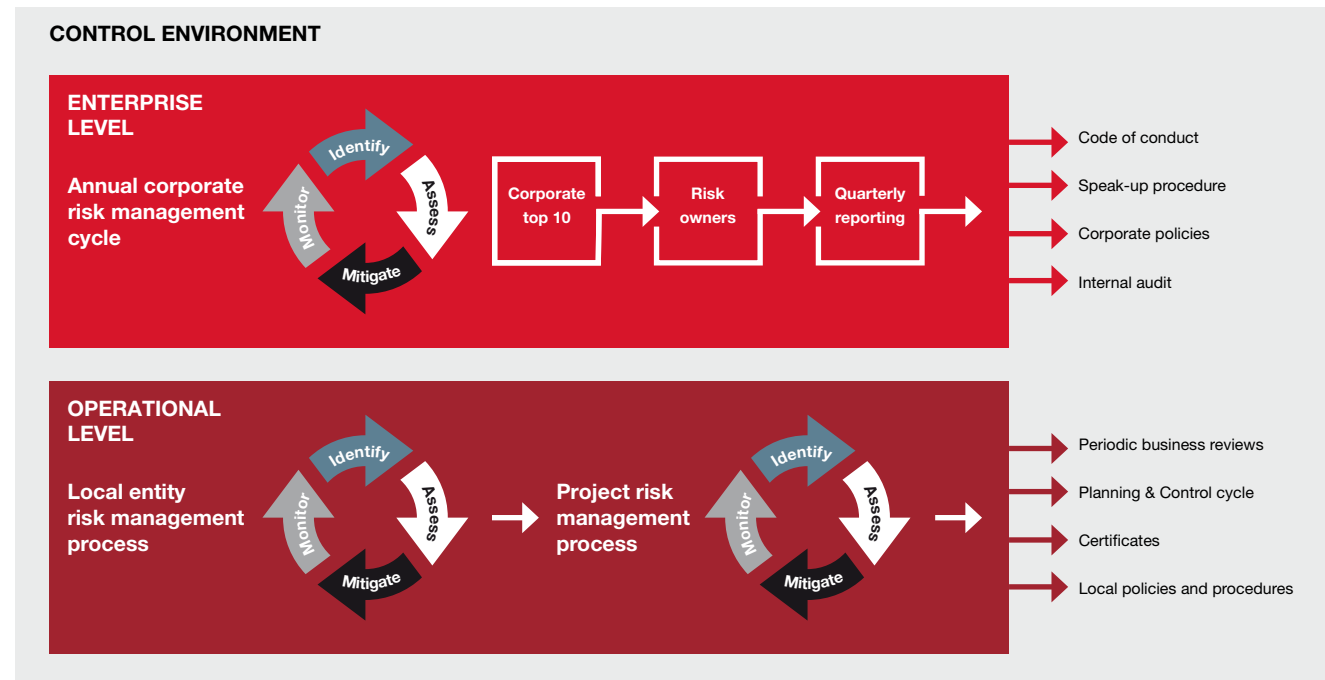 CONTROL ENVIRONMENT
ENTERPRISE
LEVEL
Annual corporate
risk management
cycle
Identify
Assess
Mitigate
Monitor
Corporate
top 10
Risk
owners
Quarterly
reporting
Code of conduct
Speak-up procedure
Corporate policies
Internal audit
OPERATIONAL
LEVEL
Local entity
risk management
process
Identify
Assess
Mitigate
Monitor
Project risk
management
process
Identify
Assess
Mitigate
Monitor
Periodic business reviews
Planning & Control cycle
Certificates
Local policies and procedures